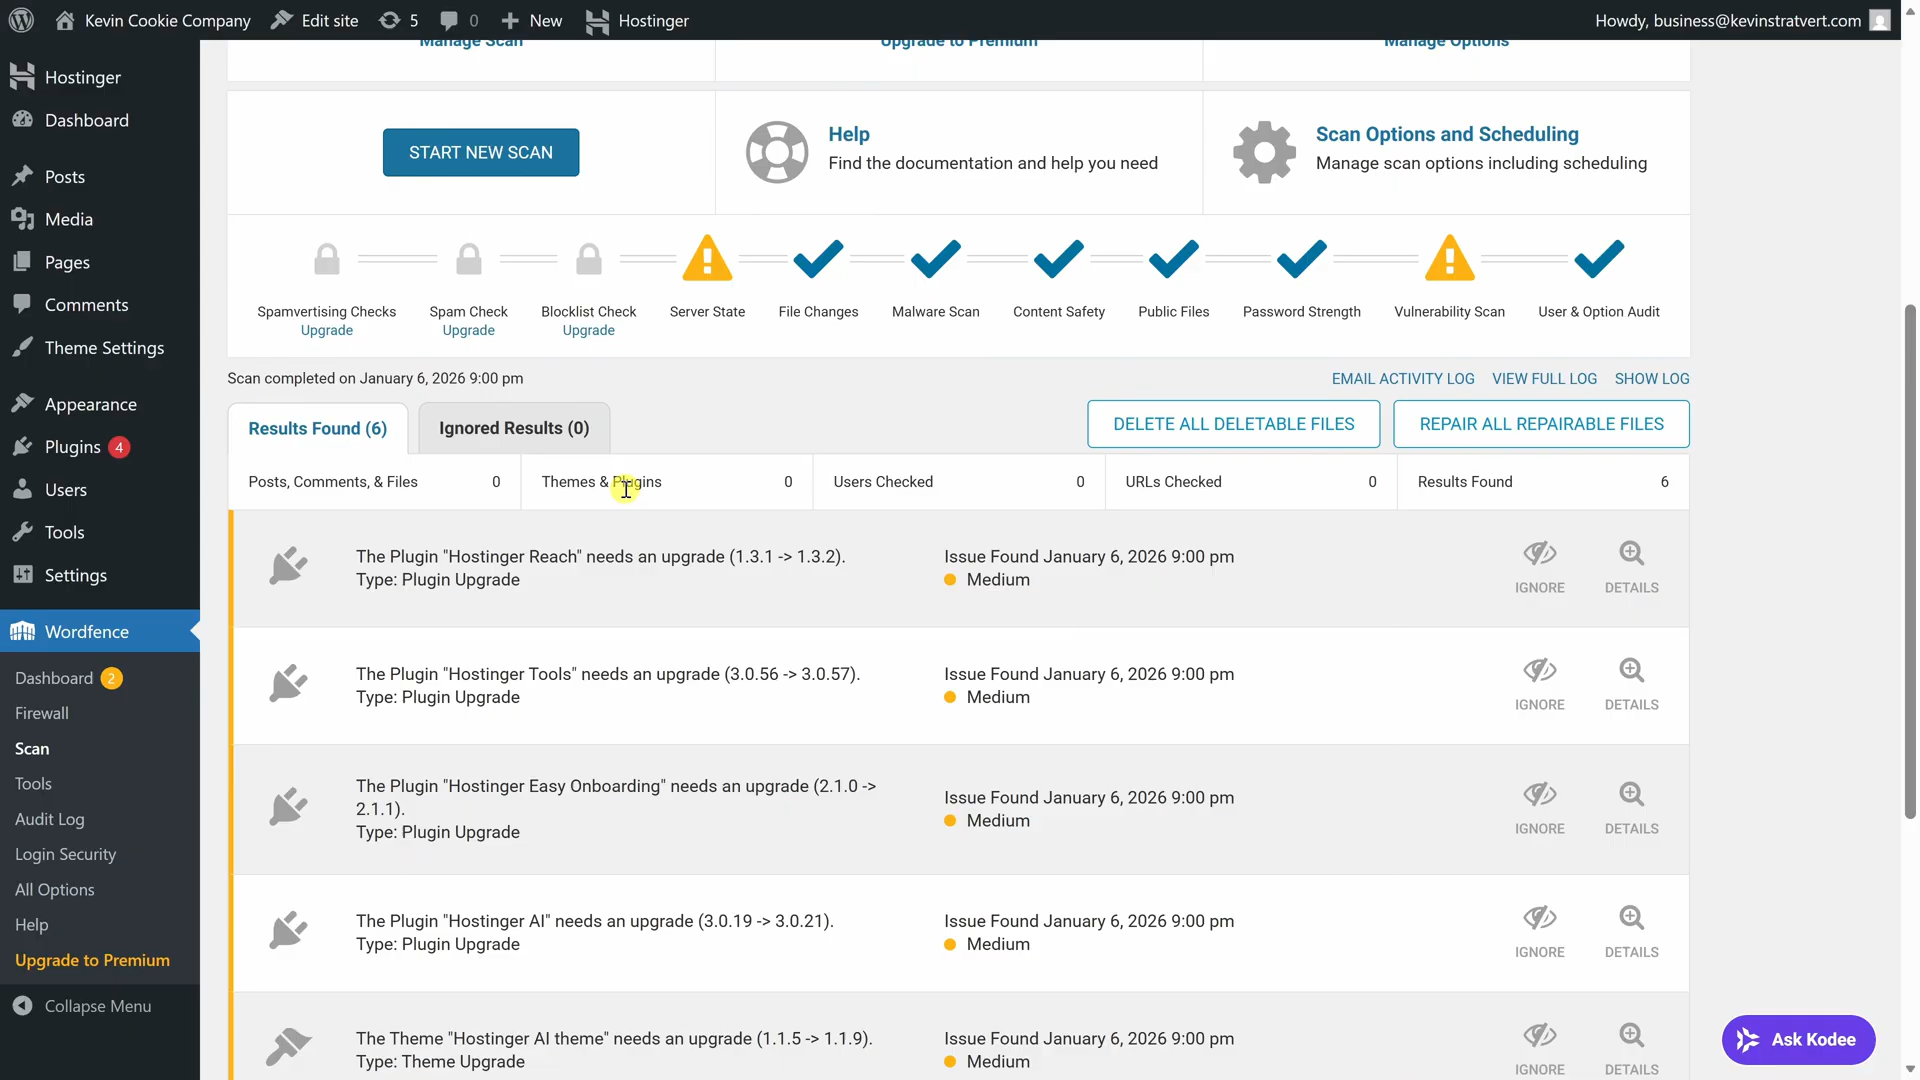 Kevin Cookie Company
Edit site
5
0
New
Hostinger
Howdy, business@kevinstratvert.com
Hostinger
Dashboard
Posts
Media
Pages
Comments
Theme Settings
Appearance
Plugins 4
Users
Tools
Settings
Wordfence
Dashboard 2
Firewall
Scan
Tools
Audit Log
Login Security
All Options
Help
Upgrade to Premium
Collapse Menu
Manage Scan
Upgrade to Premium
Manage Options
START NEW SCAN
Help
Find the documentation and help you need
Scan Options and Scheduling
Manage scan options including scheduling
Spamvertising Checks
Upgrade
Spam Check
Upgrade
Blocklist Check
Upgrade
Server State
File Changes
Malware Scan
Content Safety
Public Files
Password Strength
Vulnerability Scan
User & Option Audit
Scan completed on January 6, 2026 9:00 pm
EMAIL ACTIVITY LOG
VIEW FULL LOG
SHOW LOG
Results Found (6)
Ignored Results (0)
DELETE ALL DELETABLE FILES
REPAIR ALL REPAIRABLE FILES
Posts, Comments, & Files 0
Themes & Plugins 0
Users Checked 0
URLs Checked 0
Results Found 6
The Plugin "Hostinger Reach" needs an upgrade (1.3.1 -> 1.3.2).
Type: Plugin Upgrade
Issue Found January 6, 2026 9:00 pm
Medium
IGNORE
DETAILS
The Plugin "Hostinger Tools" needs an upgrade (3.0.56 -> 3.0.57).
Type: Plugin Upgrade
Issue Found January 6, 2026 9:00 pm
Medium
IGNORE
DETAILS
The Plugin "Hostinger Easy Onboarding" needs an upgrade (2.1.0 ->
2.1.1).
Type: Plugin Upgrade
Issue Found January 6, 2026 9:00 pm
Medium
IGNORE
DETAILS
The Plugin "Hostinger AI" needs an upgrade (3.0.19 -> 3.0.21).
Type: Plugin Upgrade
Issue Found January 6, 2026 9:00 pm
Medium
IGNORE
DETAILS
The Theme "Hostinger AI theme" needs an upgrade (1.1.5 -> 1.1.9).
Type: Theme Upgrade
Issue Found January 6, 2026 9:00 pm
Medium
IGNORE
DETAILS
Ask Kodee